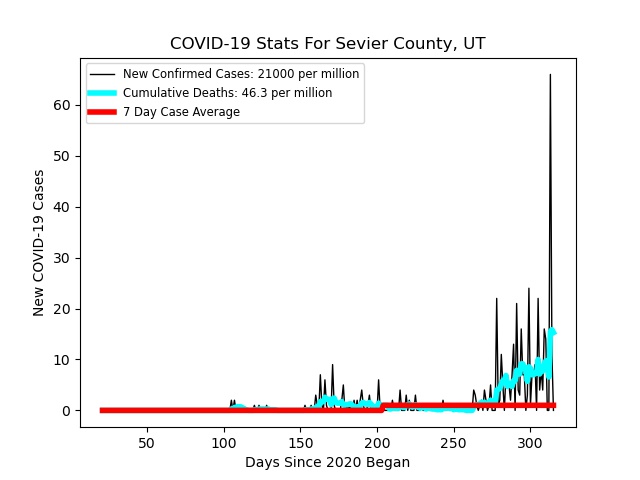 COVID-19 Stats For Sevier County, UT
New Confirmed Cases: 21000 per million
Cumulative Deaths: 46.3 per million
7 Day Case Average
New COVID-19 Cases
60
50
40
30
20
10
0
50 100 150 200 250 300
Days Since 2020 Began